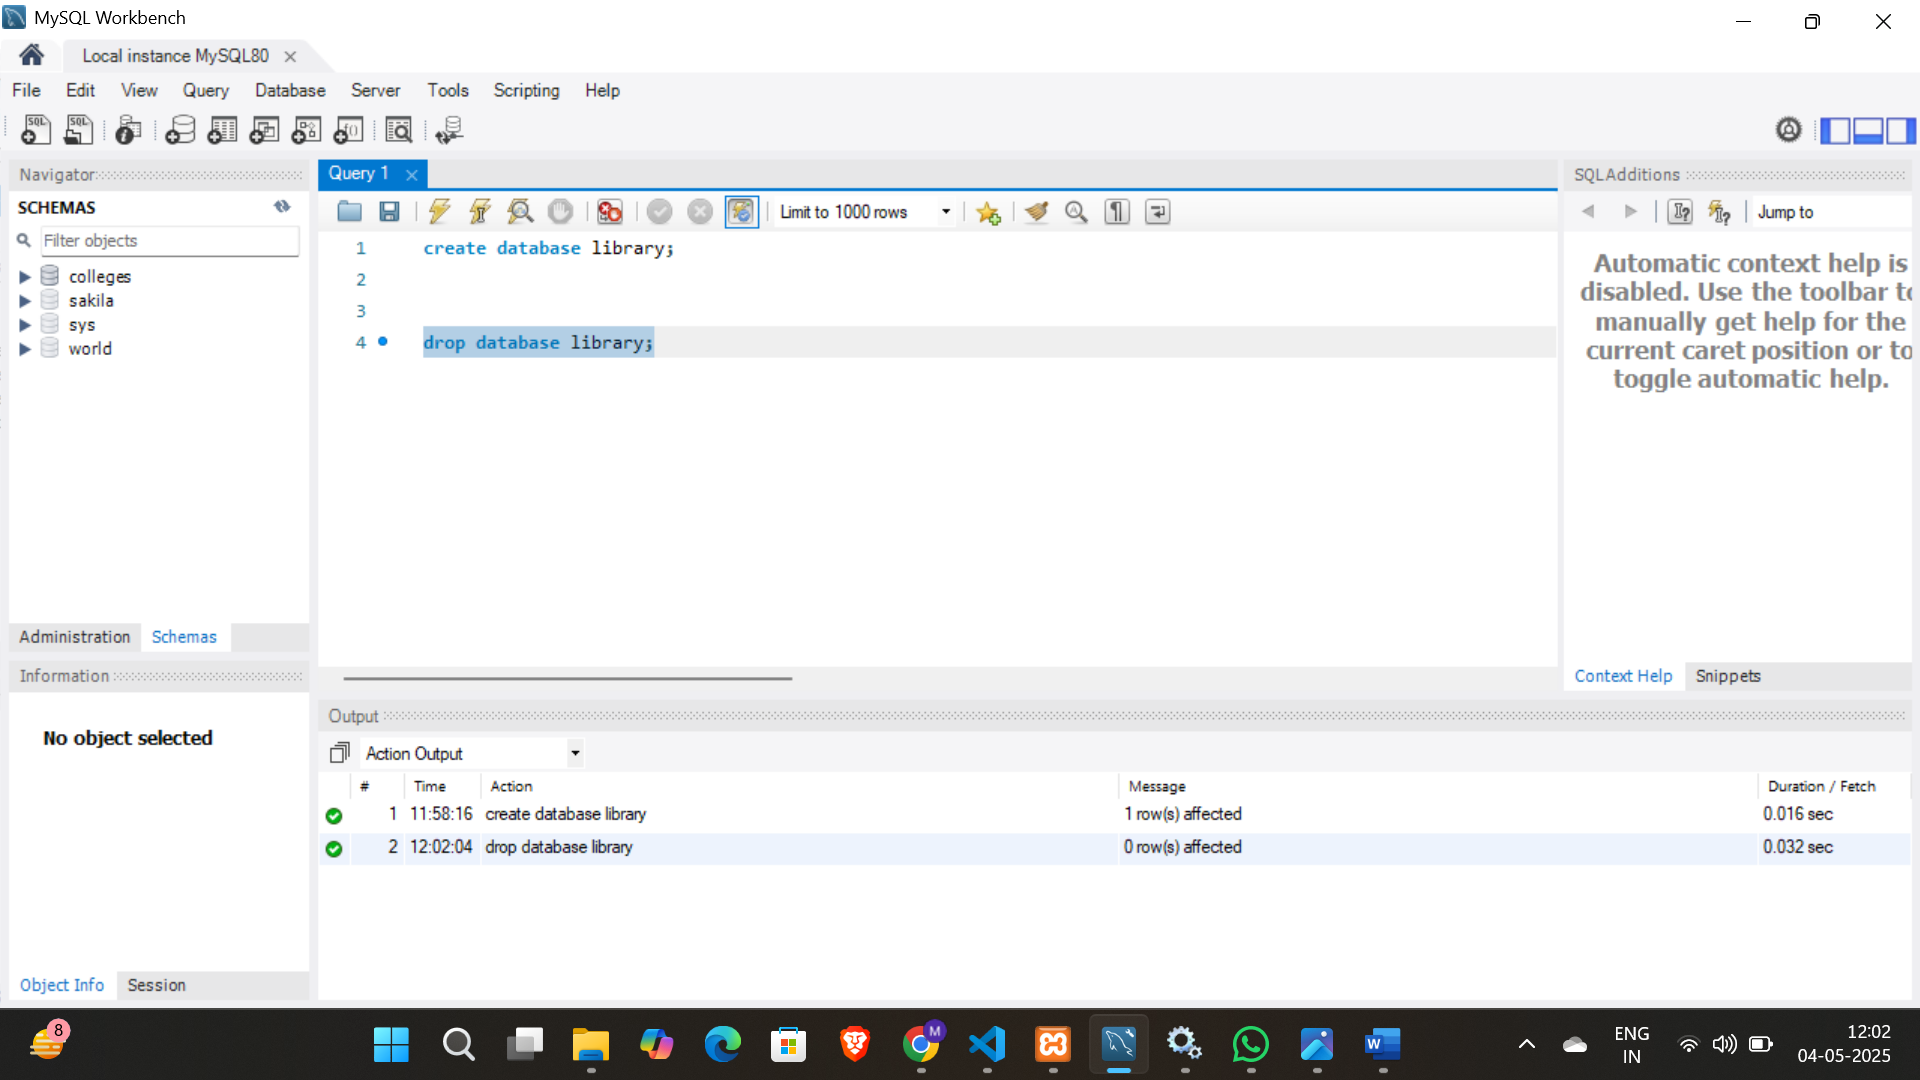 MySQL Workbench
Local instance MySQL80
File Edit View Query Database Server Tools Scripting Help
Navigator
SCHEMAS
Filter objects
colleges
sakila
sys
world
Administration Schemas
Information
No object selected
Object Info Session
Query 1
Limit to 1000 rows
1 create database library;
2
3
4 drop database library;
SQLAdditions
Jump to
Automatic context help is
disabled. Use the toolbar to
manually get help for the
current caret position or to
toggle automatic help.
Context Help Snippets
Output
Action Output
# Time Action Message Duration / Fetch
1 11:58:16 create database library 1 row(s) affected 0.016 sec
2 12:02:04 drop database library 0 row(s) affected 0.032 sec
8
M
W
ENG
IN
12:02
04-05-2025